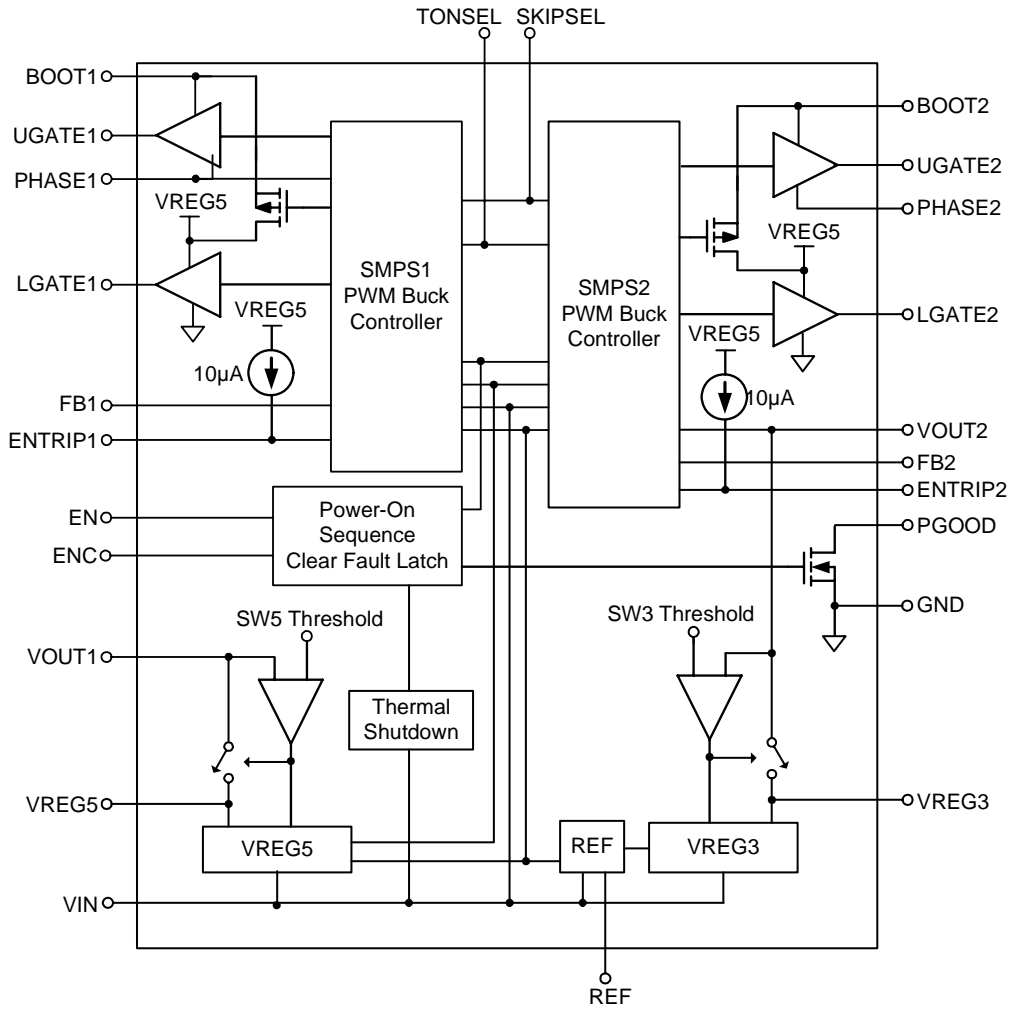 TONSEL SKIPSEL
BOOT1
BOOT2
UGATE1
UGATE2
PHASE1
PHASE2
VREG5
VREG5
LGATE1
LGATE2
SMPS1
PWM Buck
Controller
SMPS2
PWM Buck
Controller
VREG5
VREG5
10µA
10µA
FB1
ENTRIP1
VOUT2
FB2
ENTRIP2
EN
ENC
Power-On
Sequence
Clear Fault Latch
PGOOD
GND
SW5 Threshold
SW3 Threshold
VOUT1
Thermal
Shutdown
VREG5
VREG3
VREG5
REF
VREG3
VIN
REF